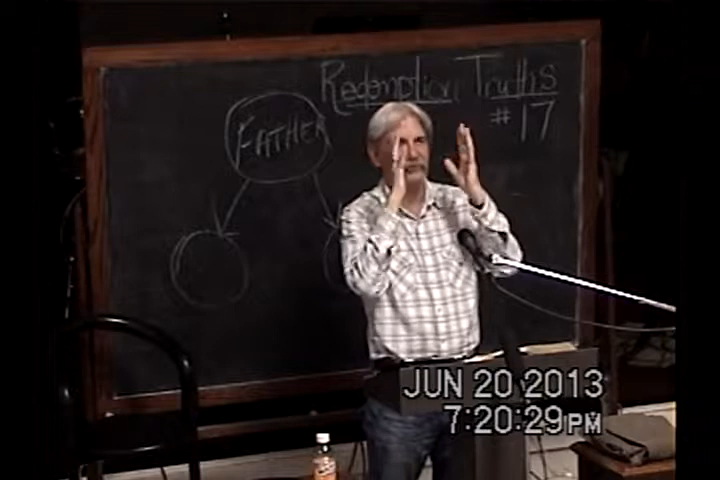 Redemption Truths
#17
FATHER
JUN 20 2013
7:20:29PM